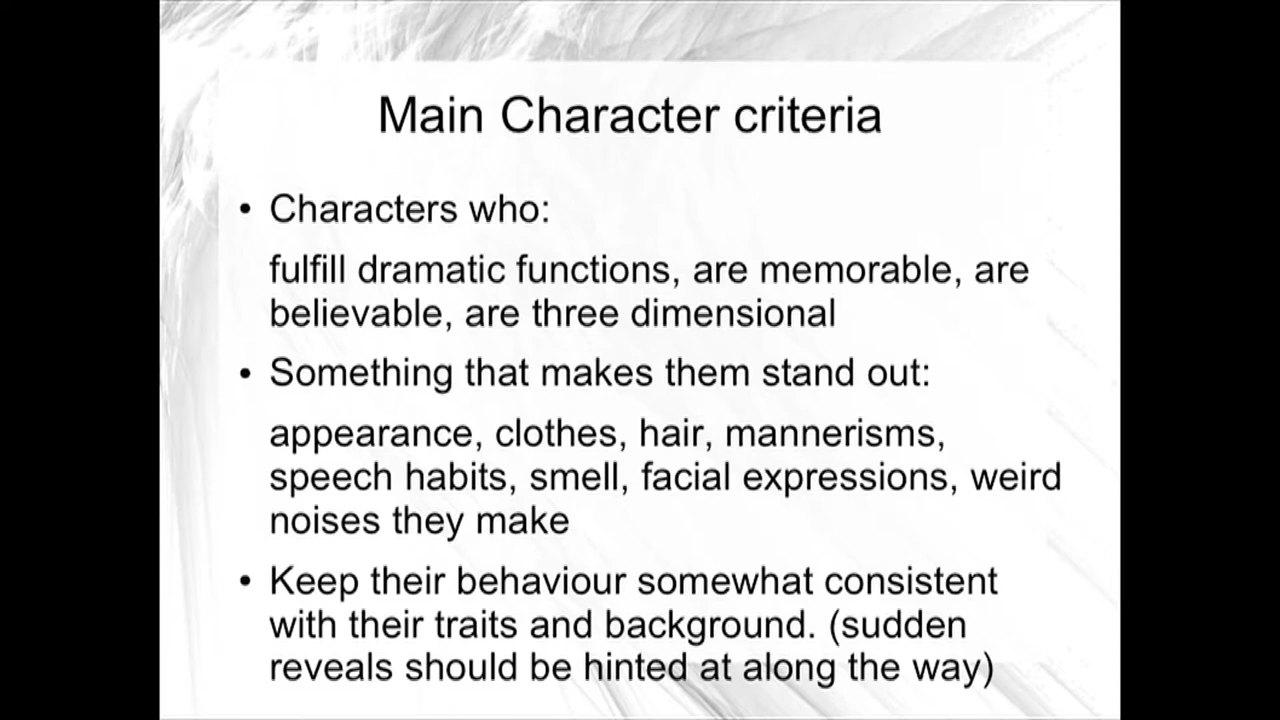 Main Character criteria
• Characters who:
fulfill dramatic functions, are memorable, are
believable, are three dimensional
• Something that makes them stand out:
appearance, clothes, hair, mannerisms,
speech habits, smell, facial expressions, weird
noises they make
• Keep their behaviour somewhat consistent
with their traits and background. (sudden
reveals should be hinted at along the way)